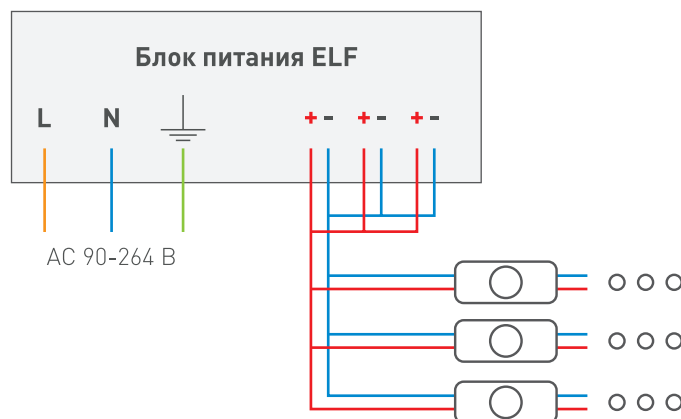 Блок питания ELF
L N + - + - + -
AC 90-264 В